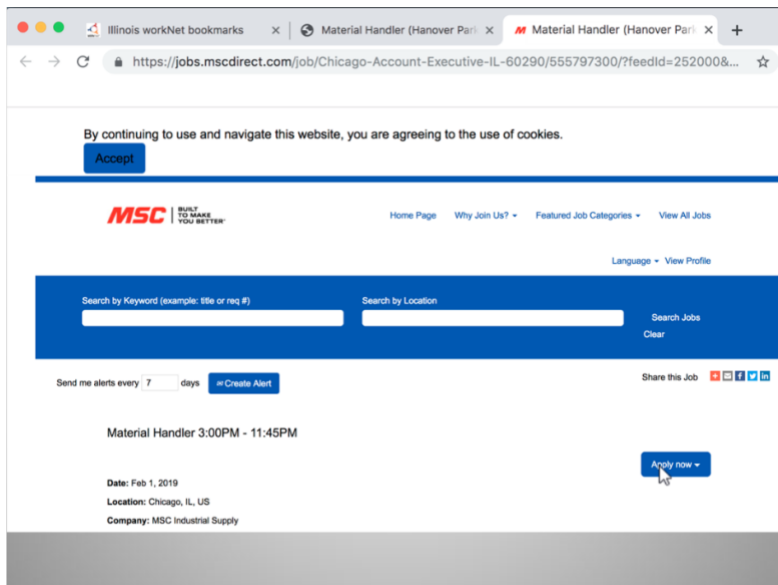 Illinois workNet bookmarks
Material Handler (Hanover Park
Material Handler (Hanover Park
https://jobs.mscdirect.com/job/Chicago-Account-Executive-IL-60290/555797300/?feedId=252000&...
By continuing to use and navigate this website, you are agreeing to the use of cookies.
Accept
MSC BUILT
TO MAKE
YOU BETTER
Home Page Why Join Us? Featured Job Categories View All Jobs
Language View Profile
Search by Keyword (example: title or req #) Search by Location
Search Jobs
Clear
Send me alerts every 7 days Create Alert
Share this Job
Material Handler 3:00PM - 11:45PM
Apply now
Date: Feb 1, 2019
Location: Chicago, IL, US
Company: MSC Industrial Supply